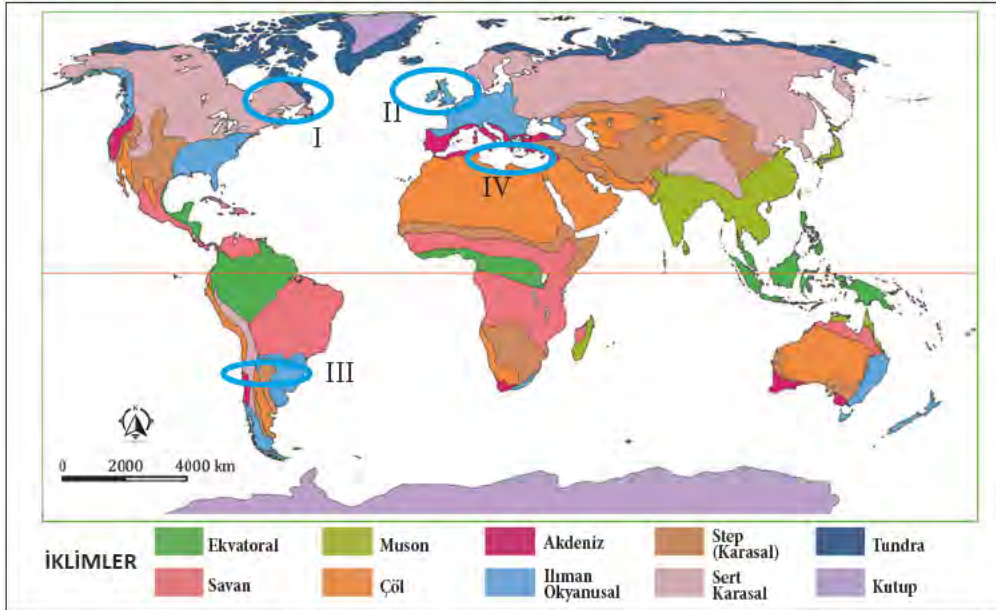 I
II
IV
III
K
0 2000 4000 km
İKLİMLER
Ekvatoral
Muson
Akdeniz
Step
(Karasal)
Tundra
Savan
Çöl
Ilıman
Okyanusal
Sert
Karasal
Kutup